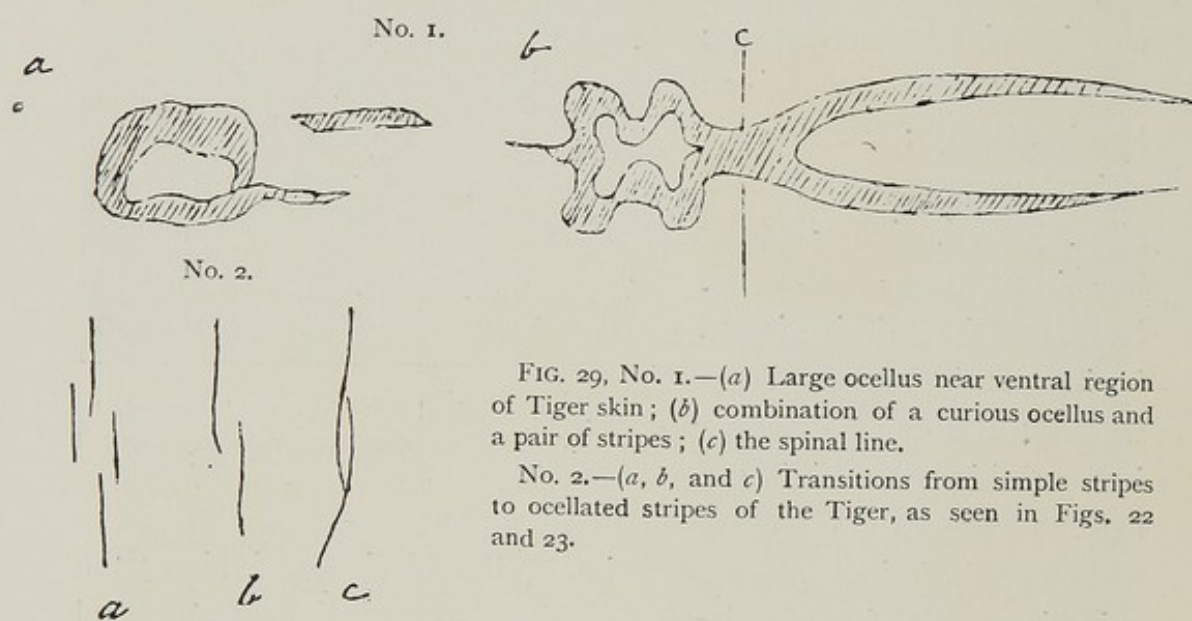 No. 1.
a
b
c
No. 2.
a
b
c
FIG. 29, No. 1.—(a) Large ocellus near ventral region
of Tiger skin ; (b) combination of a curious ocellus and
a pair of stripes ; (c) the spinal line.
No. 2.—(a, b, and c) Transitions from simple stripes
to ocellated stripes of the Tiger, as seen in Figs. 22
and 23.